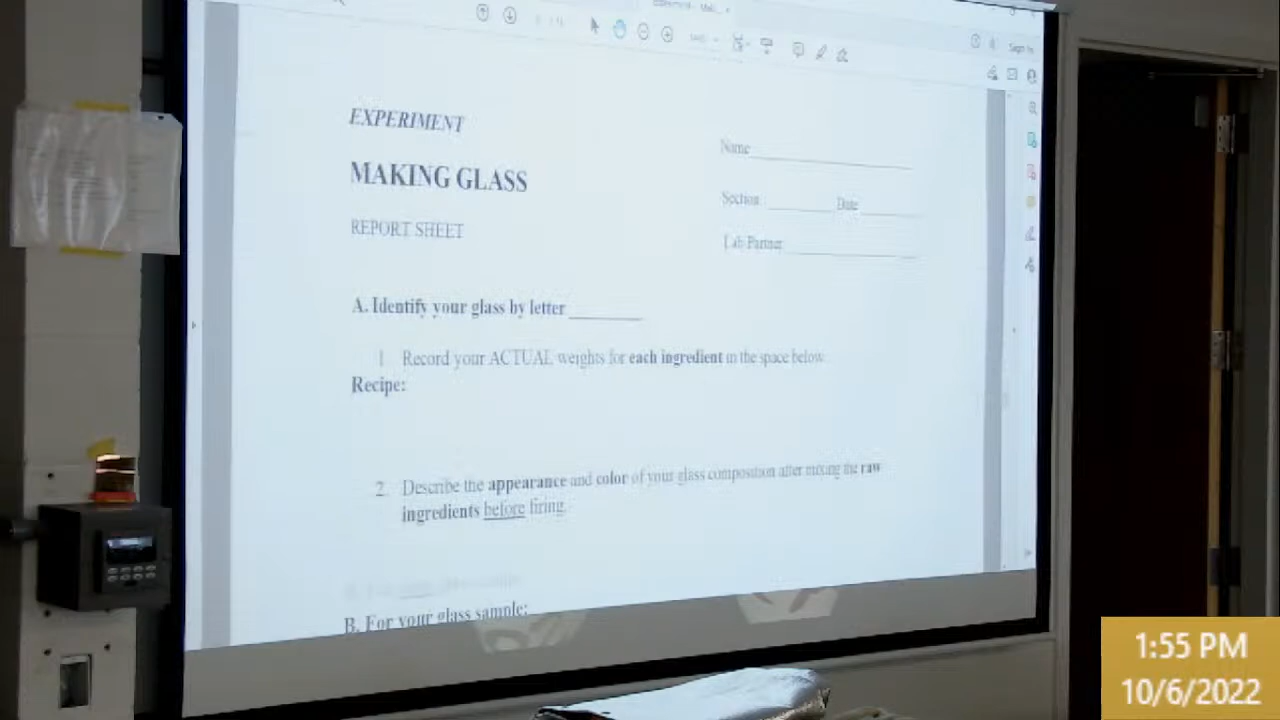 Sign In
EXPERIMENT
Name
MAKING GLASS
Section Date
REPORT SHEET
Lab Partner
A. Identify your glass by letter
1. Record your ACTUAL weights for each ingredient in the space below
Recipe:
2. Describe the appearance and color of your glass composition after mixing the raw
ingredients before firing.
B. For your glass sample:
1:55 PM
10/6/2022